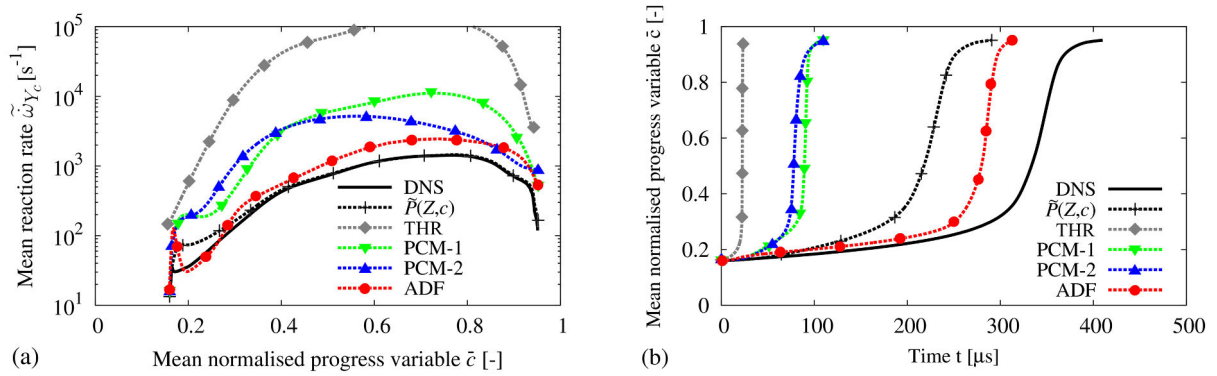 Mean reaction rate ω̃_{Y_c} [s^{-1}]
10^5
10^4
10^3
10^2
10^1
DNS
P̃(Z,c)
THR
PCM-1
PCM-2
ADF
0 0.2 0.4 0.6 0.8 1
Mean normalised progress variable c̄ [-]
(a)
Mean normalised progress variable c̄ [-]
1
0.8
0.6
0.4
0.2
0
DNS
P̃(Z,c)
THR
PCM-1
PCM-2
ADF
0 100 200 300 400 500
Time t [μs]
(b)